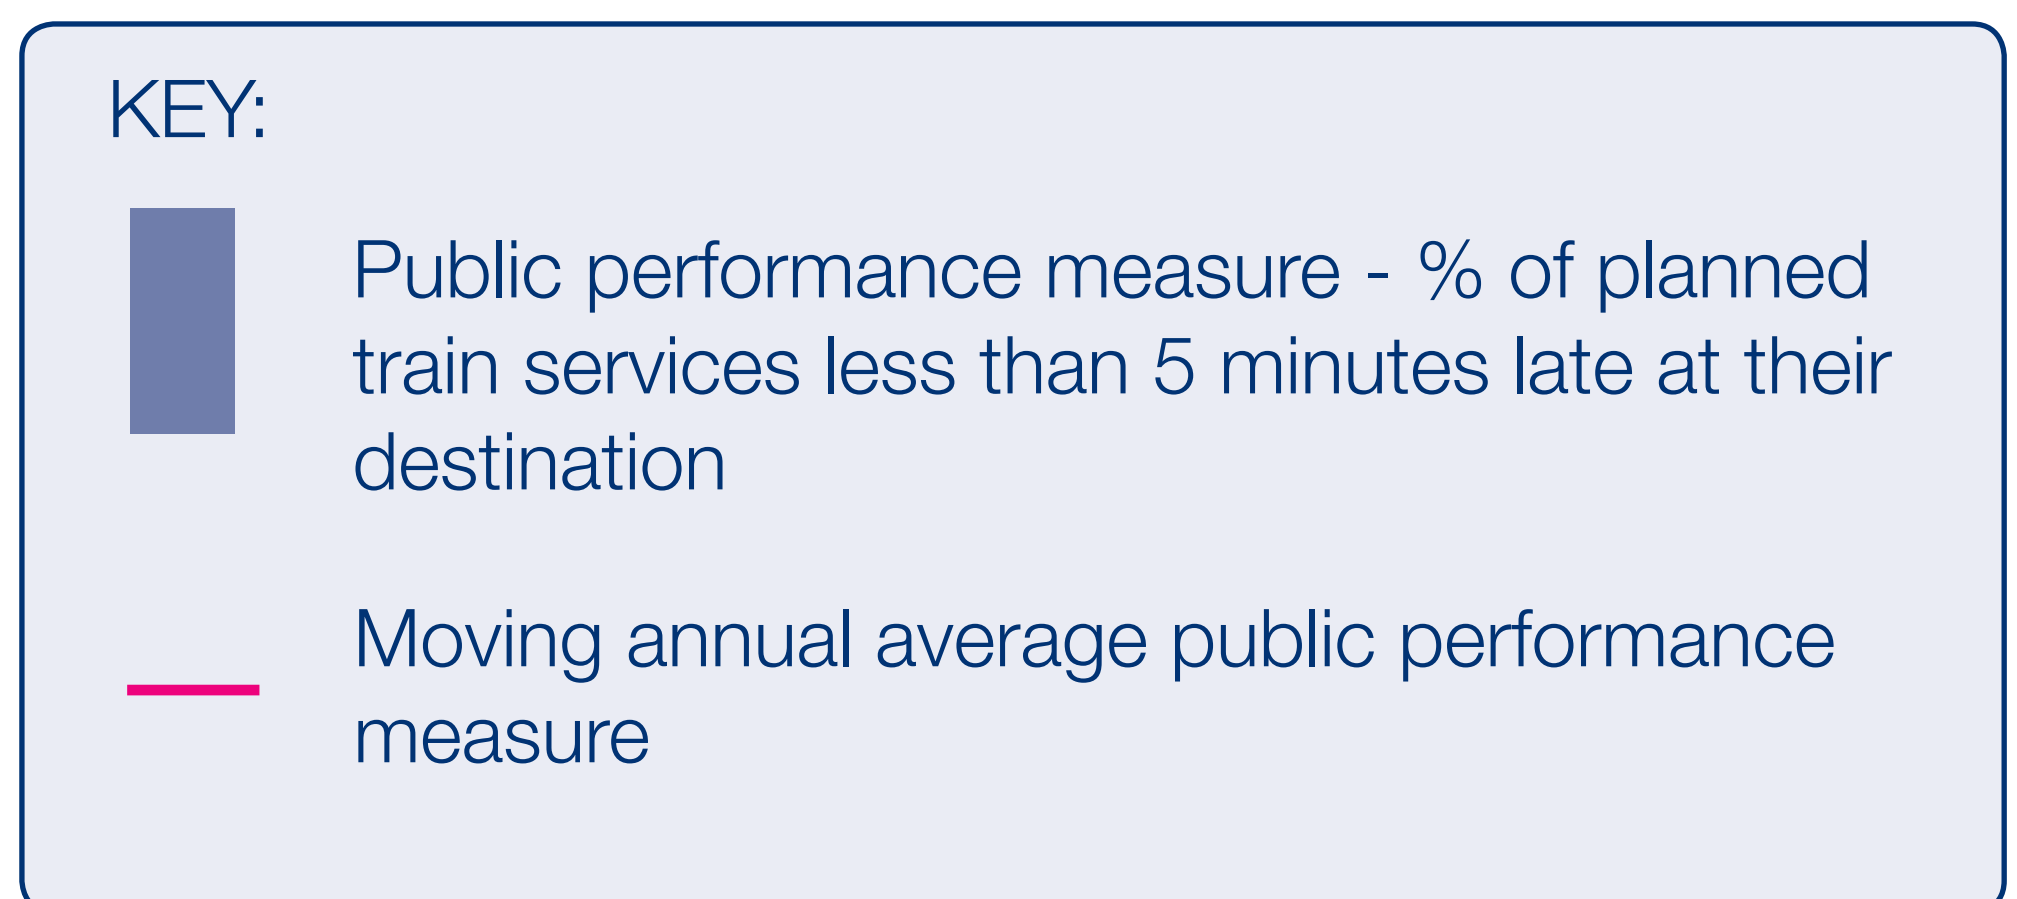 KEY:
Public performance measure - % of planned
train services less than 5 minutes late at their
destination
Moving annual average public performance
measure